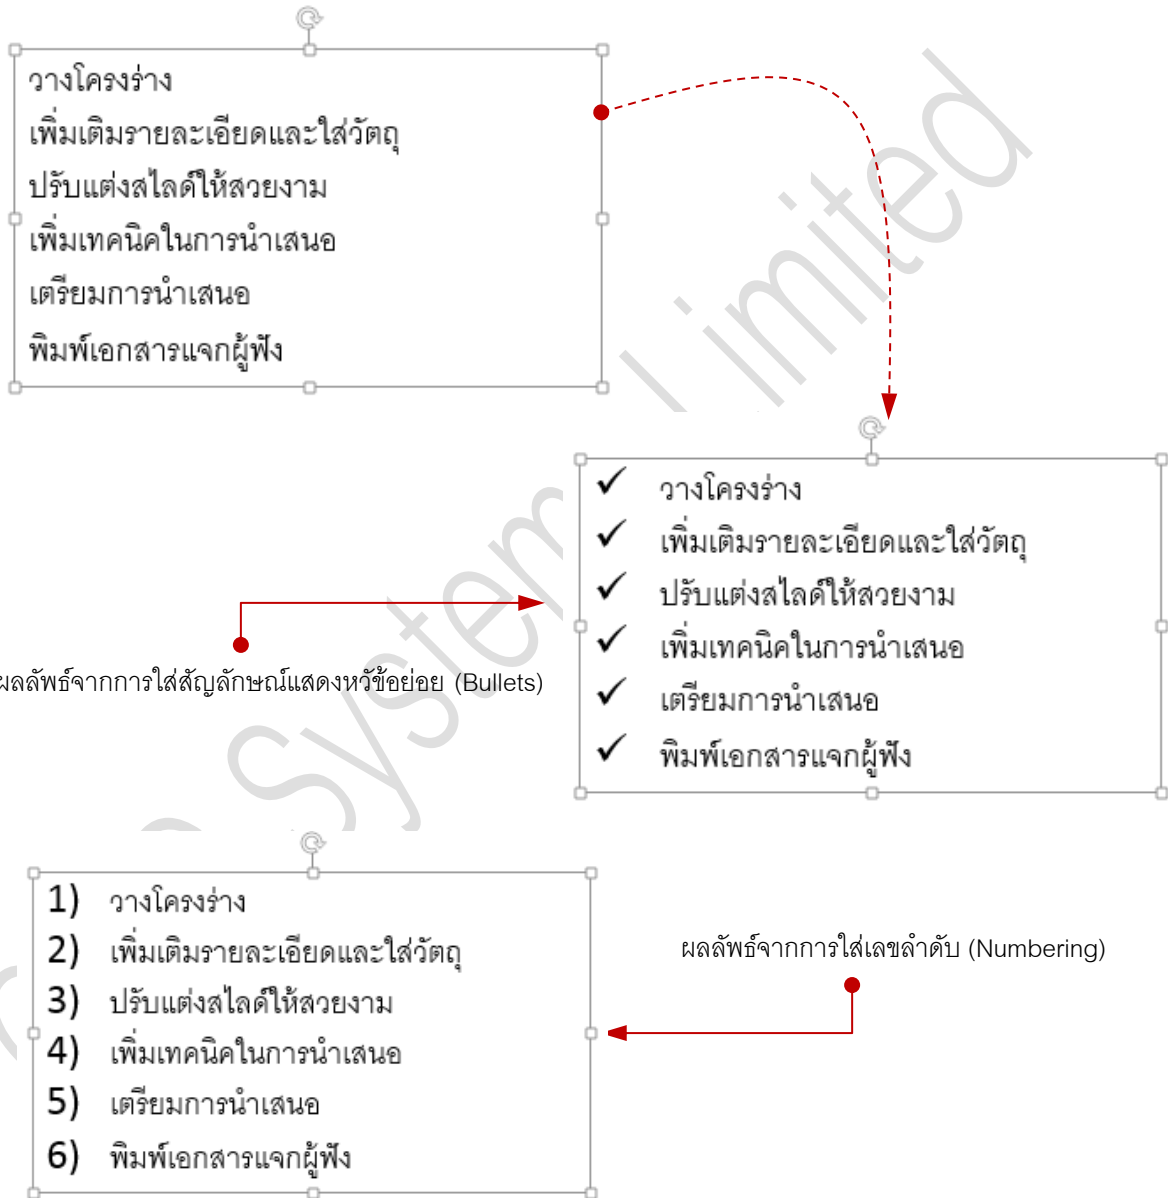 วางโครงร่าง
เพิ่มเติมรายละเอียดและใส่วัตถุ
ปรับแต่งสไลด์ให้สวยงาม
เพิ่มเทคนิคในการนำเสนอ
เตรียมการนำเสนอ
พิมพ์เอกสารแจกผู้ฟัง
✓ วางโครงร่าง
✓ เพิ่มเติมรายละเอียดและใส่วัตถุ
✓ ปรับแต่งสไลด์ให้สวยงาม
✓ เพิ่มเทคนิคในการนำเสนอ
✓ เตรียมการนำเสนอ
✓ พิมพ์เอกสารแจกผู้ฟัง
ผลลัพธ์จากการใส่สัญลักษณ์แสดงหัวข้อย่อย (Bullets)
1) วางโครงร่าง
2) เพิ่มเติมรายละเอียดและใส่วัตถุ
3) ปรับแต่งสไลด์ให้สวยงาม
4) เพิ่มเทคนิคในการนำเสนอ
5) เตรียมการนำเสนอ
6) พิมพ์เอกสารแจกผู้ฟัง
ผลลัพธ์จากการใส่เลขลำดับ (Numbering)
System Limited